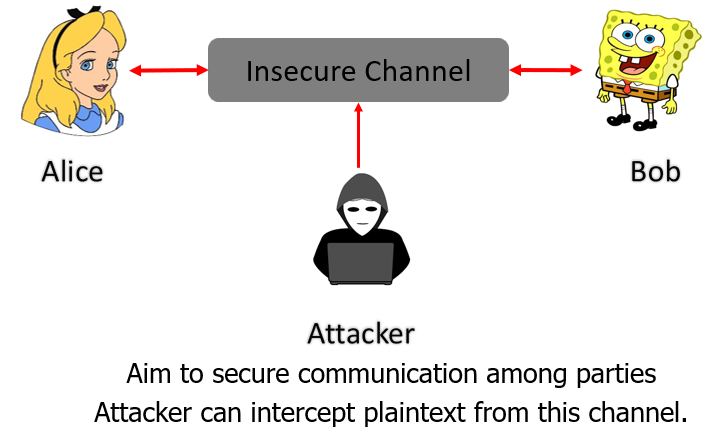 Insecure Channel
Alice
Bob
Attacker
Aim to secure communication among parties
Attacker can intercept plaintext from this channel.